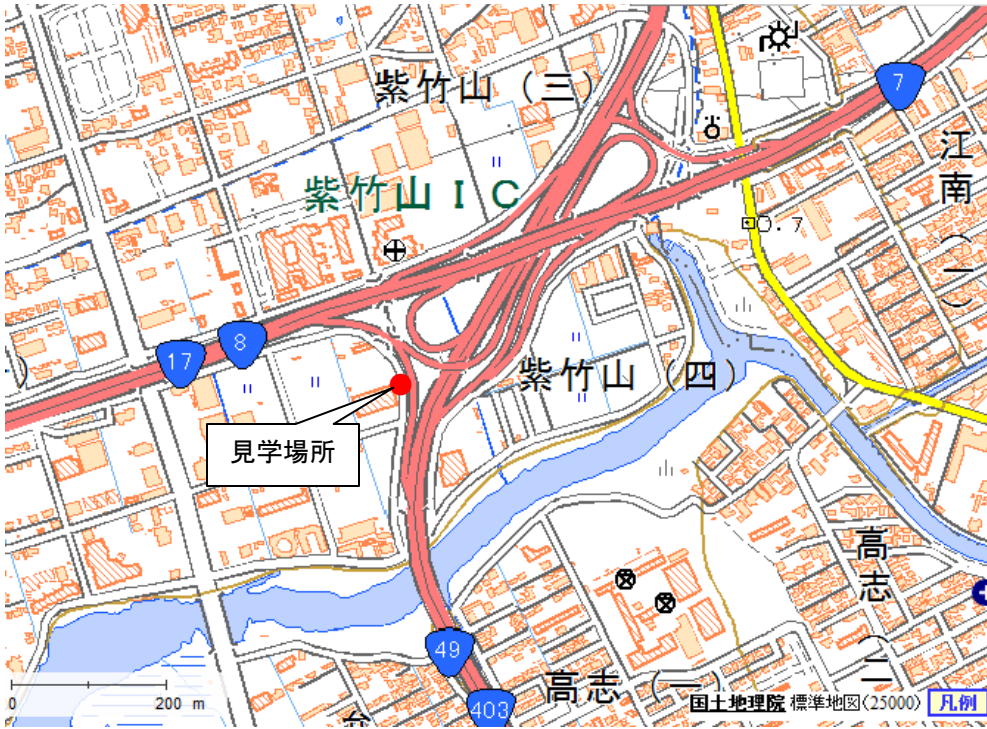 紫竹山（三）
7
江南（一）
紫竹山ＩＣ
0.7
8
17
）
紫竹山（四）
見学場所
高志（二
49
高志（一）
403
0
200 m
国土地理院 標準地図(25000)
凡例